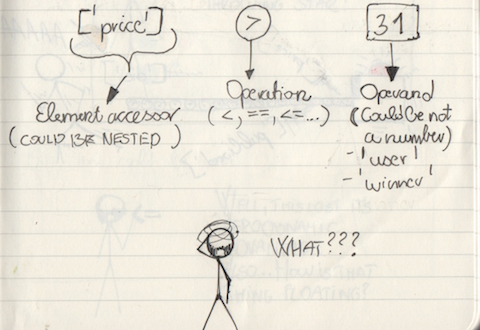 ['price']
>
31
Element accessor
(COULD BE NESTED)
Operation
(<, ==, <=...)
Operand
(Could be not
a number)
- 'user'
- 'winner'
WHAT???